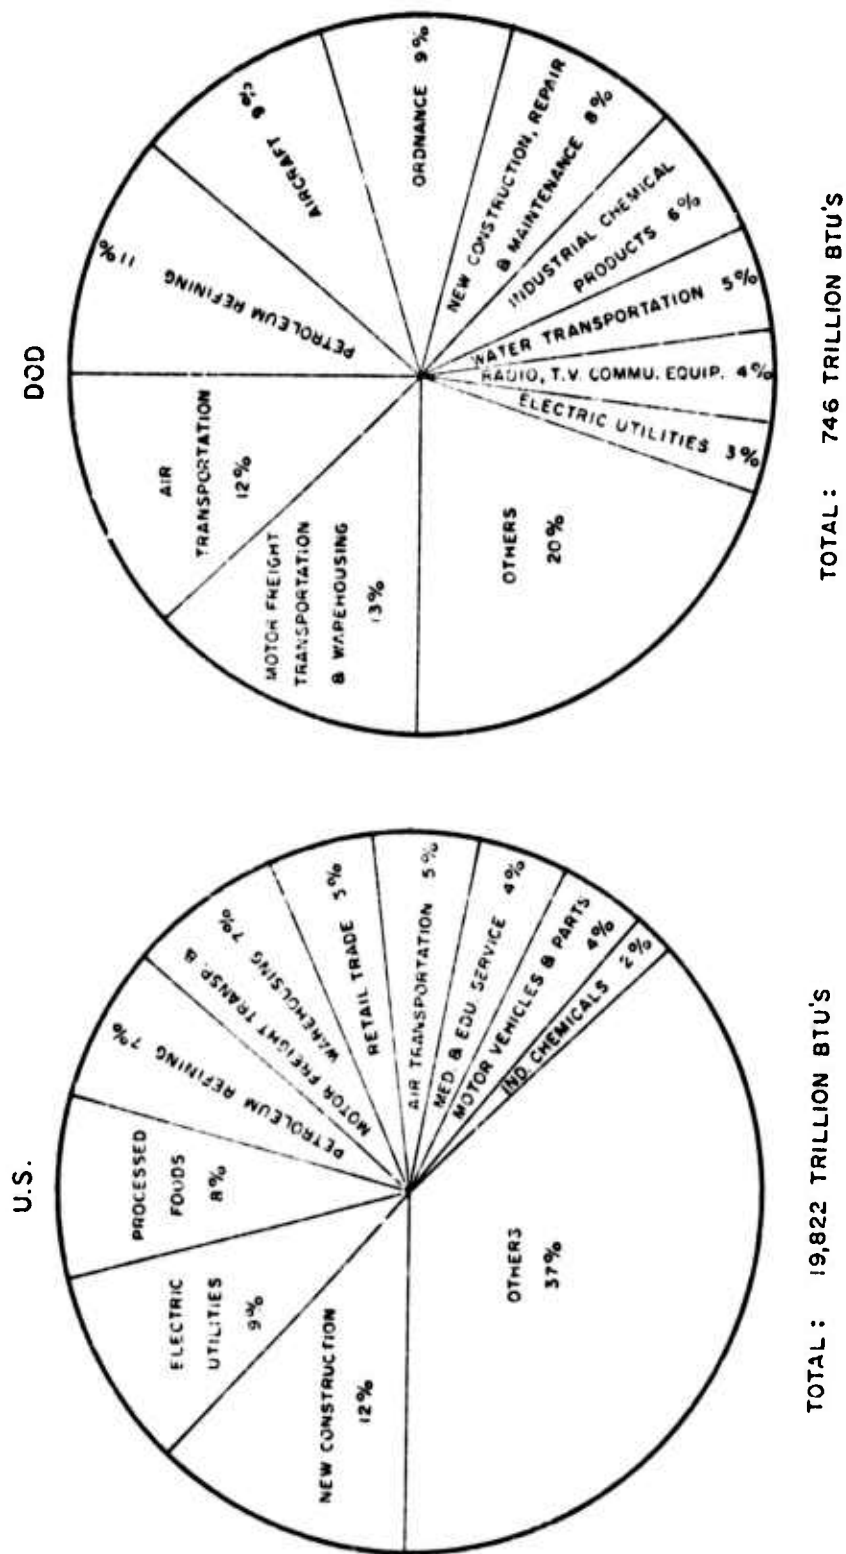 U.S.
NEW CONSTRUCTION
12%
ELECTRIC
UTILITIES
9%
PROCESSED
FOODS
8%
PETROLEUM REFINING 7%
MOTOR FREIGHT TRANSP. &
WAREHOUSING 7%
RETAIL TRADE 5%
AIR TRANSPORTATION 5%
MED. & EDU. SERVICE 4%
MOTOR VEHICLES & PARTS
4%
IND. CHEMICALS 2%
OTHERS
37%
TOTAL: 19,822 TRILLION BTU'S
DOD
MOTOR FREIGHT
TRANSPORTATION
& WAREHOUSING
13%
AIR
TRANSPORTATION
12%
PETROLEUM REFINING 11%
AIRCRAFT 9%
ORDNANCE 9%
NEW CONSTRUCTION, REPAIR
& MAINTENANCE 8%
INDUSTRIAL CHEMICAL
PRODUCTS 6%
WATER TRANSPORTATION 5%
RADIO, T.V. COMMU. EQUIP. 4%
ELECTRIC UTILITIES 3%
OTHERS
20%
TOTAL: 746 TRILLION BTU'S